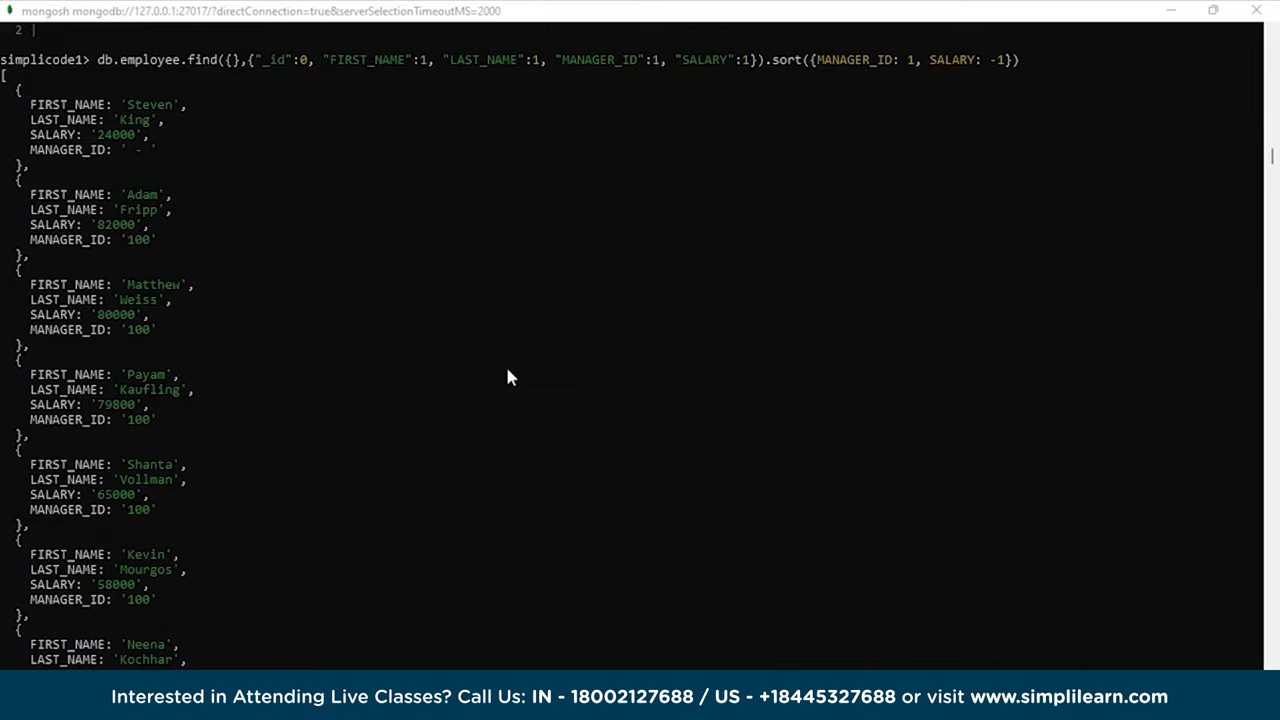 mongosh mongodb://127.0.0.1:27017/?directConnection=true&serverSelectionTimeoutMS=2000
2 |
simplicode1> db.employee.find({},{"_id":0, "FIRST_NAME":1, "LAST_NAME":1, "MANAGER_ID":1, "SALARY":1}).sort({MANAGER_ID: 1, SALARY: -1})
[
{
FIRST_NAME: 'Steven',
LAST_NAME: 'King',
SALARY: '24000',
MANAGER_ID: ' - '
},
{
FIRST_NAME: 'Adam',
LAST_NAME: 'Fripp',
SALARY: '82000',
MANAGER_ID: '100'
},
{
FIRST_NAME: 'Matthew',
LAST_NAME: 'Weiss',
SALARY: '80000',
MANAGER_ID: '100'
},
{
FIRST_NAME: 'Payam',
LAST_NAME: 'Kaufling',
SALARY: '79800',
MANAGER_ID: '100'
},
{
FIRST_NAME: 'Shanta',
LAST_NAME: 'Vollman',
SALARY: '65000',
MANAGER_ID: '100'
},
{
FIRST_NAME: 'Kevin',
LAST_NAME: 'Mourgos',
SALARY: '58000',
MANAGER_ID: '100'
},
{
FIRST_NAME: 'Neena',
LAST_NAME: 'Kochhar',
Interested in Attending Live Classes? Call Us: IN - 18002127688 / US - +18445327688 or visit www.simplilearn.com